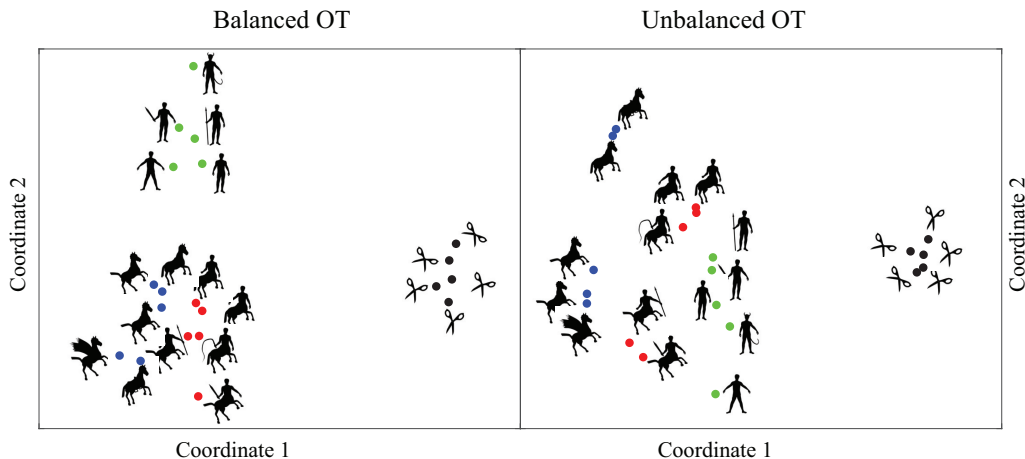 Balanced OT
Unbalanced OT
Coordinate 2
Coordinate 2
Coordinate 1
Coordinate 1